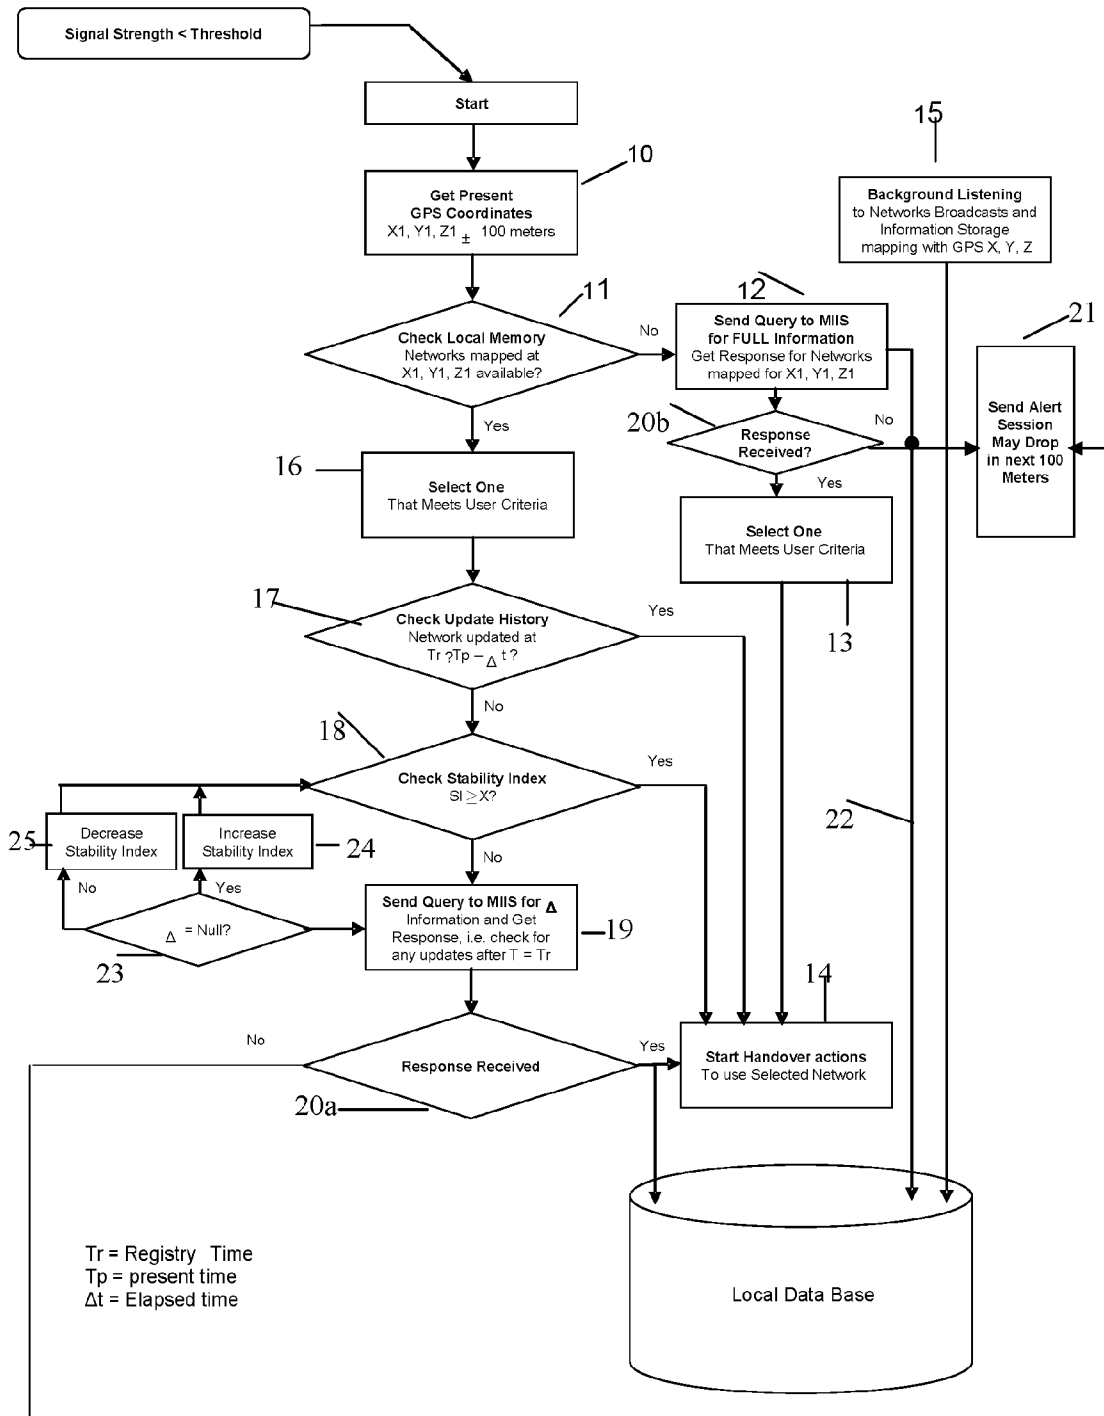 Signal Strength < Threshold
Start
10
Get Present
GPS Coordinates
X1, Y1, Z1 ± 100 meters
15
Background Listening
to Networks Broadcasts and
Information Storage
mapping with GPS X, Y, Z
11
Check Local Memory
Networks mapped at
X1, Y1, Z1 available?
No
Yes
12
Send Query to MIIS
for FULL Information
Get Response for Networks
mapped for X1, Y1, Z1
21
Send Alert
Session
May Drop
in next 100
Meters
20b
Response
Received?
No
Yes
16
Select One
That Meets User Criteria
Select One
That Meets User Criteria
13
17
Check Update History
Network updated at
Tr ?Tp – Δ t ?
Yes
No
18
Check Stability Index
SI ≥ X?
Yes
No
22
25
Decrease
Stability Index
Increase
Stability Index
24
No
Yes
Δ = Null?
23
Send Query to MIIS for Δ
Information and Get
Response, i.e. check for
any updates after T = Tr
19
14
Start Handover actions
To use Selected Network
No
Response Received
Yes
20a
Tr = Registry Time
Tp = present time
Δt = Elapsed time
Local Data Base